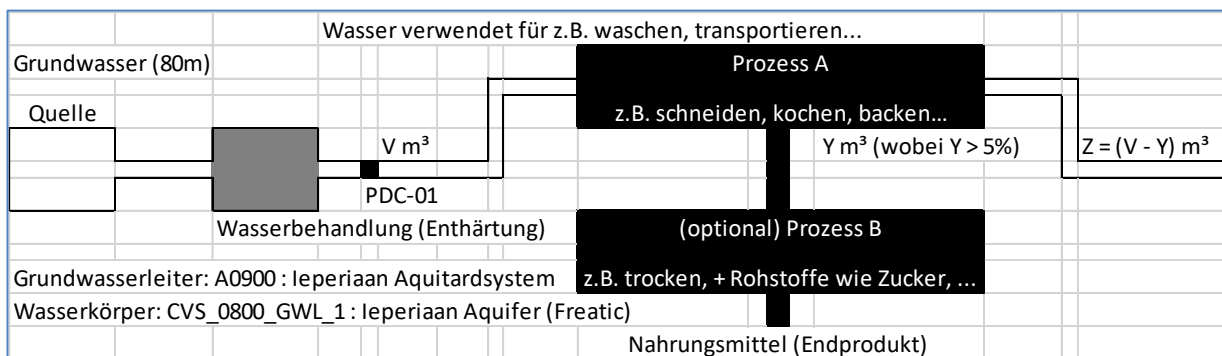 Wasser verwendet für z.B. waschen, transportieren...
Grundwasser (80m)
Prozess A
Quelle
z.B. schneiden, kochen, backen...
V m³
Y m³ (wobei Y > 5%)
Z = (V - Y) m³
PDC-01
Wasserbehandlung (Enthärtung)
(optional) Prozess B
Grundwasserleiter: A0900 : Ieperiaan Aquitardsystem
z.B. trocken, + Rohstoffe wie Zucker, ...
Wasserkörper: CVS_0800_GWL_1 : Ieperiaan Aquifer (Freatic)
Nahrungsmittel (Endprodukt)